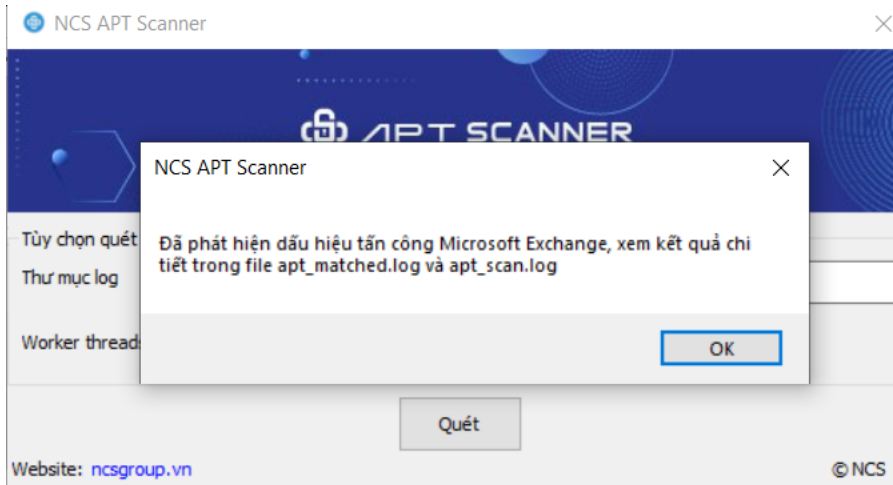 NCS APT Scanner
APT SCANNER
NCS APT Scanner
Đã phát hiện dấu hiệu tấn công Microsoft Exchange, xem kết quả chi
tiết trong file apt_matched.log và apt_scan.log
OK
Tùy chọn quét
Thư mục log
Worker thread
Quét
Website: ncsgroup.vn
© NCS